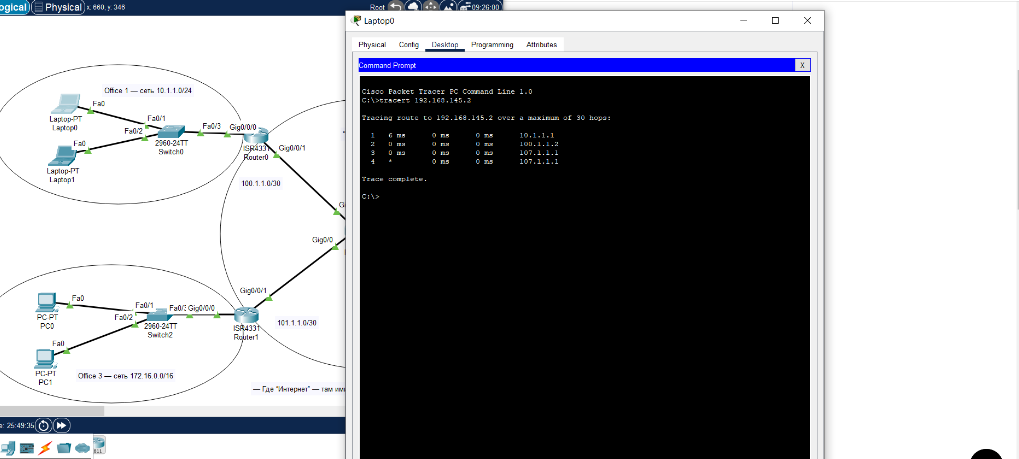 ogical
Physical
x: 660, y: 346
Root
09:26:00
Office 1 — сеть 10.1.1.0/24
Fa0
Laptop-PT
Laptop0
Fa0/1
Fa0/2
Fa0/3
Gig0/0/0
2960-24TT
Switch0
ISR4331
Router0
Gig0/0/1
Fa0
Laptop-PT
Laptop1
100.1.1.0/30
Gi
Gig0/0
Gig0/0/1
Fa0
PC-PT
PC0
Fa0/1
Fa0/2
Fa0/3
Gig0/0/0
2960-24TT
Switch2
ISR4331
Router1
101.1.1.0/30
Fa0
PC-PT
PC1
Office 3 — сеть 172.16.0.0/16
— Где "Интернет" — там им
e: 25:49:35
Laptop0
Physical
Config
Desktop
Programming
Attributes
Command Prompt
X
Cisco Packet Tracer PC Command Line 1.0
C:\>tracert 192.168.145.2
Tracing route to 192.168.145.2 over a maximum of 30 hops:
1 6 ms 0 ms 0 ms 10.1.1.1
2 0 ms 0 ms 0 ms 100.1.1.2
3 0 ms 0 ms 0 ms 107.1.1.1
4 * 0 ms 0 ms 107.1.1.1
Trace complete.
C:\>